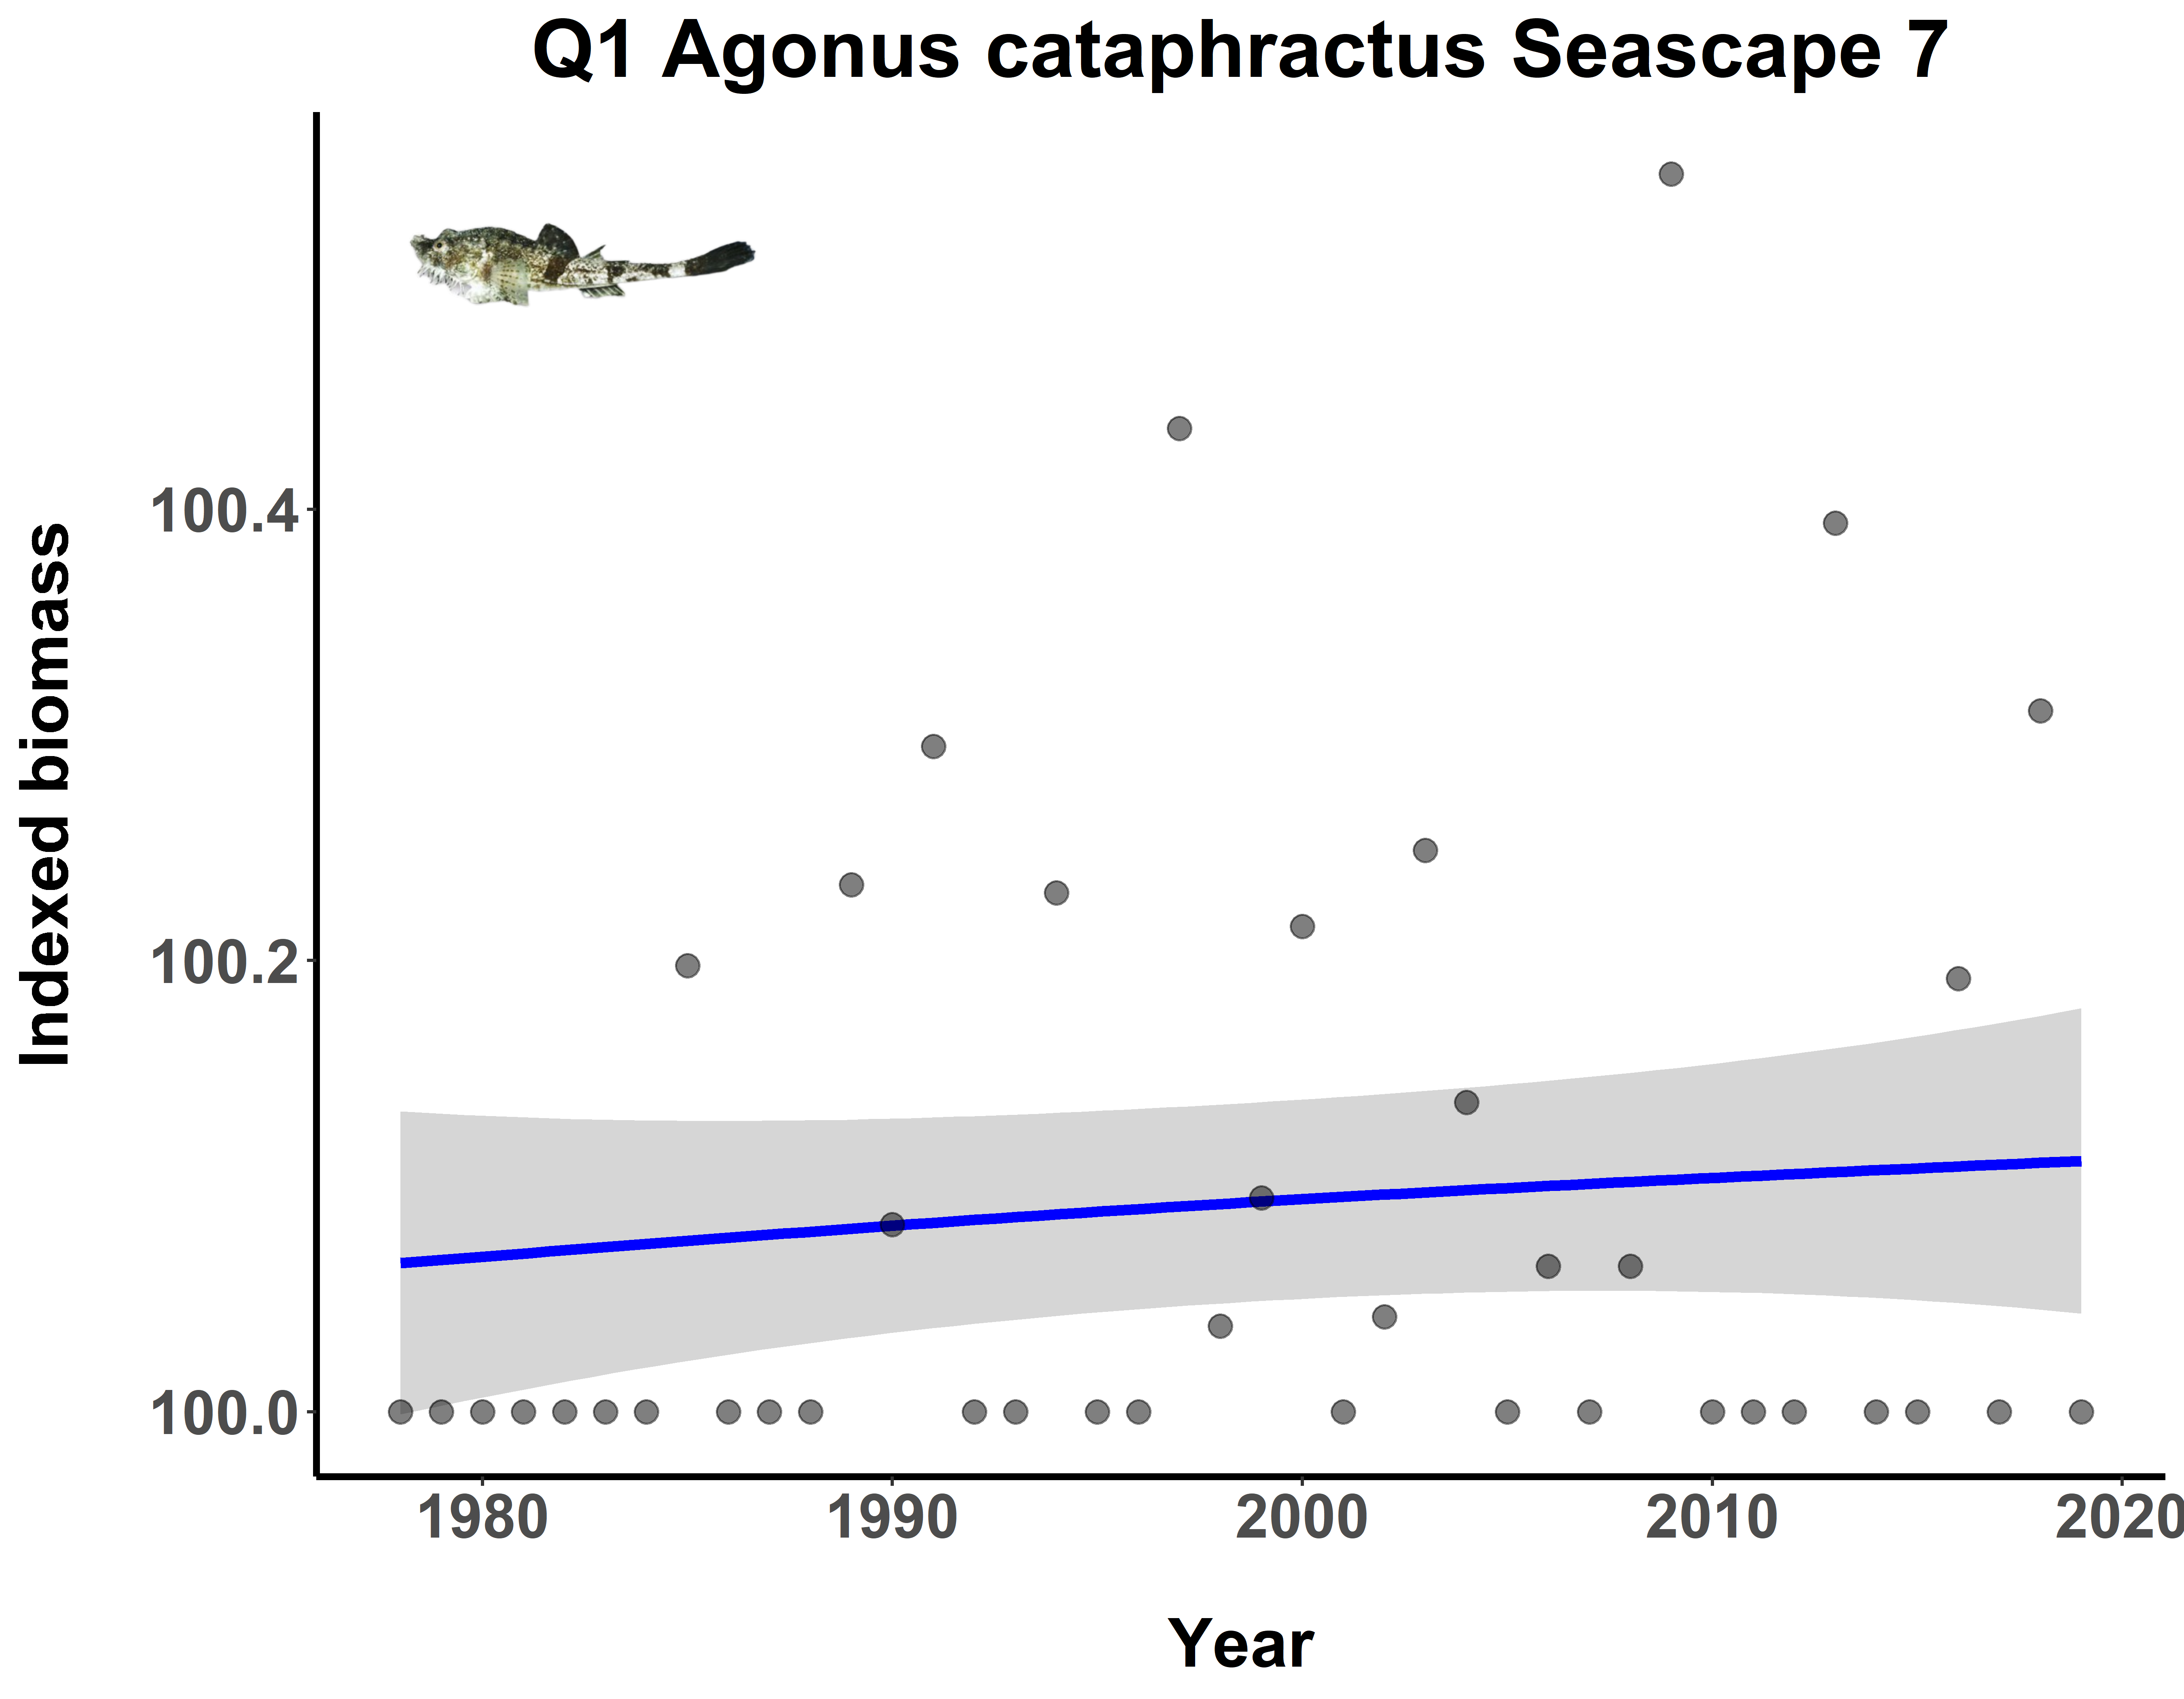 Q1 Agonus cataphractus Seascape 7
Indexed biomass
100.4
100.2
100.0
1980 1990 2000 2010 2020
Year